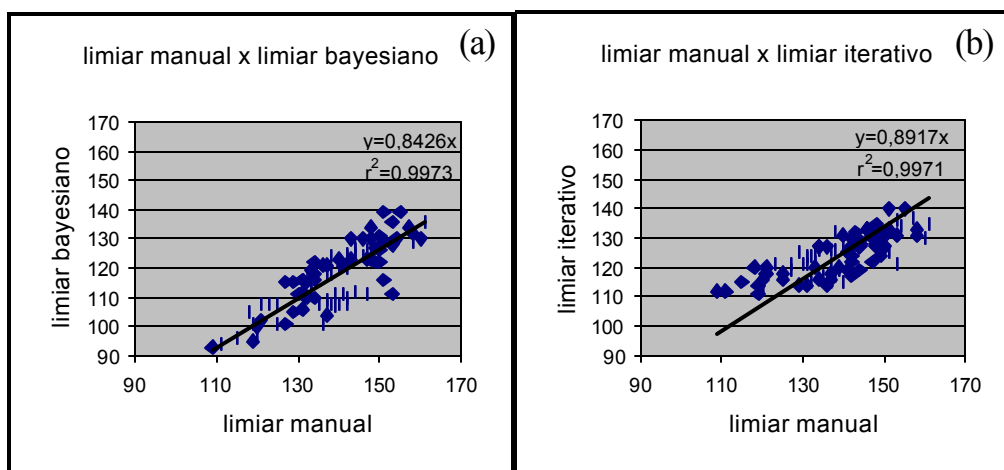 limiar manual x limiar bayesiano (a)
170
160
150
140
130
120
110
100
90
y=0,8426x
r²=0,9973
limiar bayesiano
90 110 130 150 170
limiar manual
limiar manual x limiar iterativo (b)
170
160
150
140
130
120
110
100
90
y=0,8917x
r²=0,9971
limiar iterativo
90 110 130 150 170
limiar manual